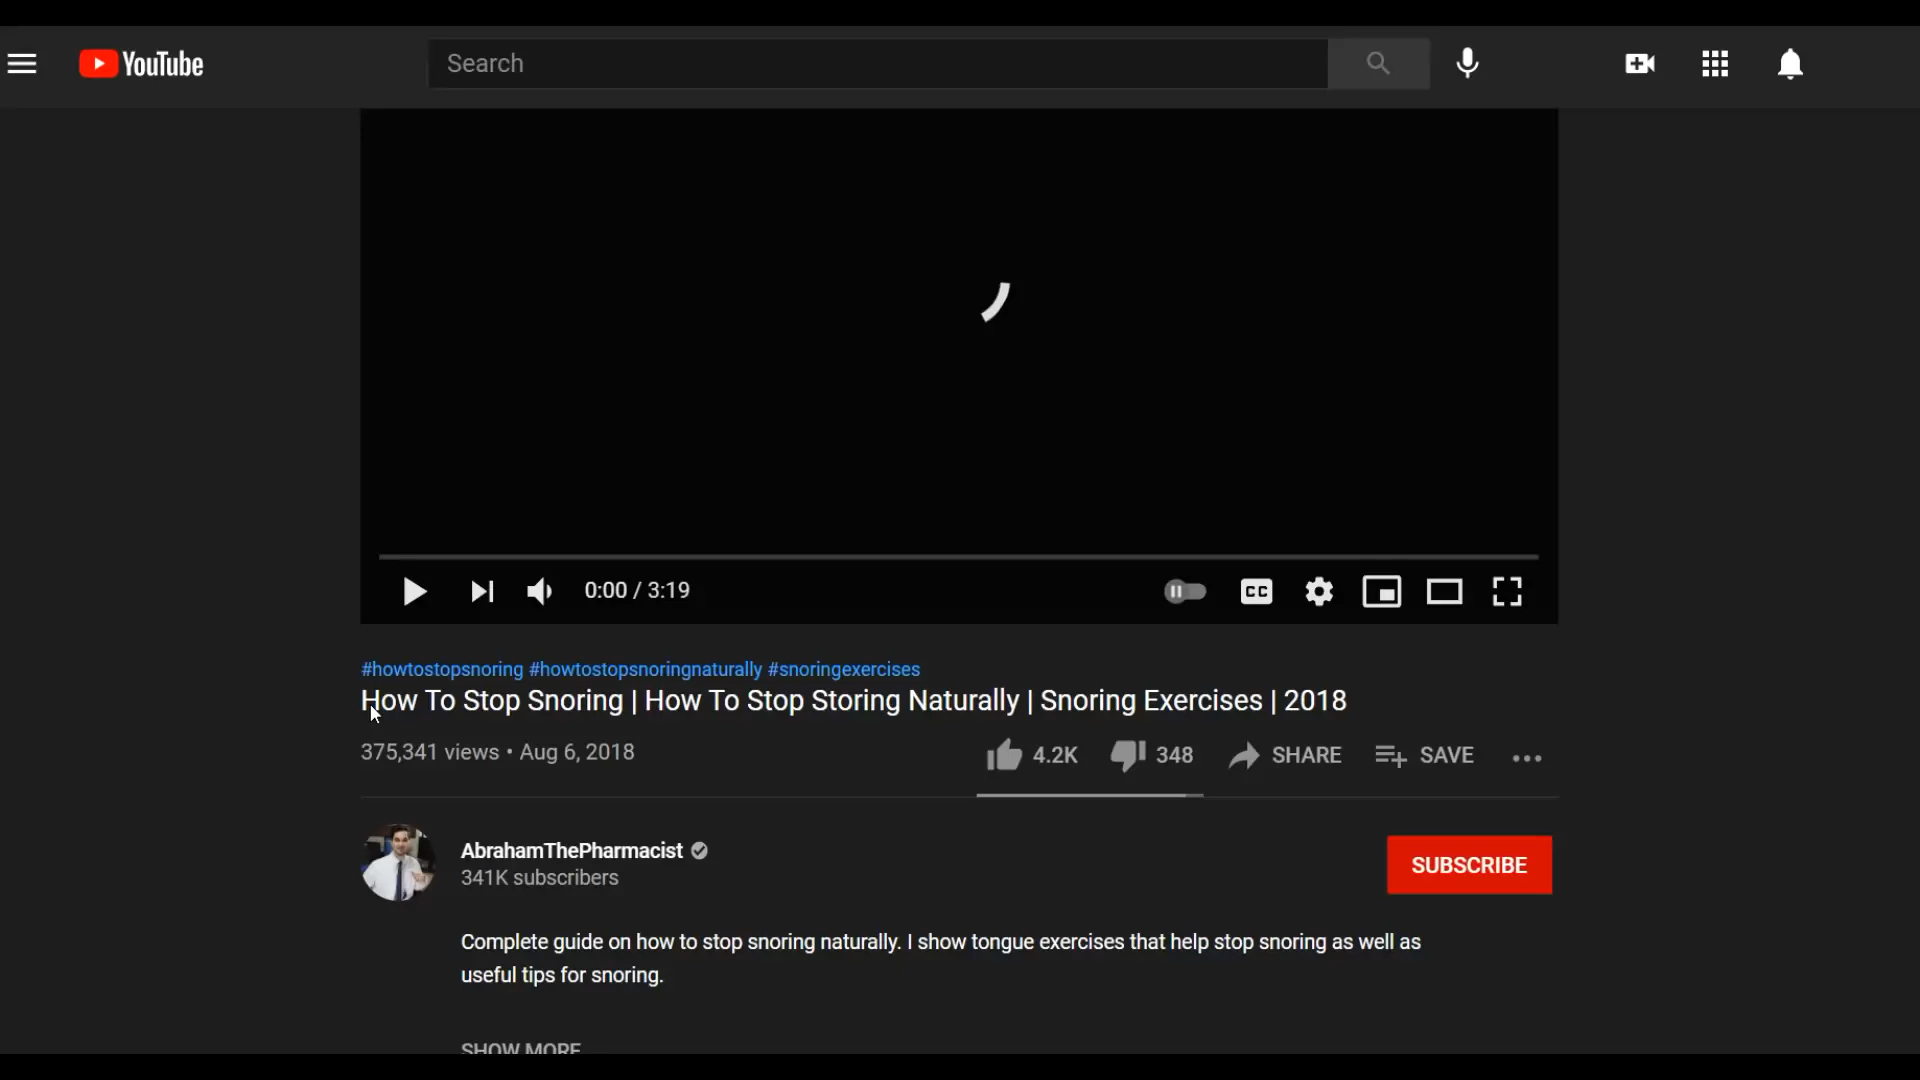 YouTube
Search
0:00 / 3:19
CC
#howtostopsnoring #howtostopsnoringnaturally #snoringexercises
How To Stop Snoring | How To Stop Storing Naturally | Snoring Exercises | 2018
375,341 views • Aug 6, 2018
4.2K 348 SHARE SAVE
AbrahamThePharmacist
341K subscribers
SUBSCRIBE
Complete guide on how to stop snoring naturally. I show tongue exercises that help stop snoring as well as
useful tips for snoring.
SHOW MORE